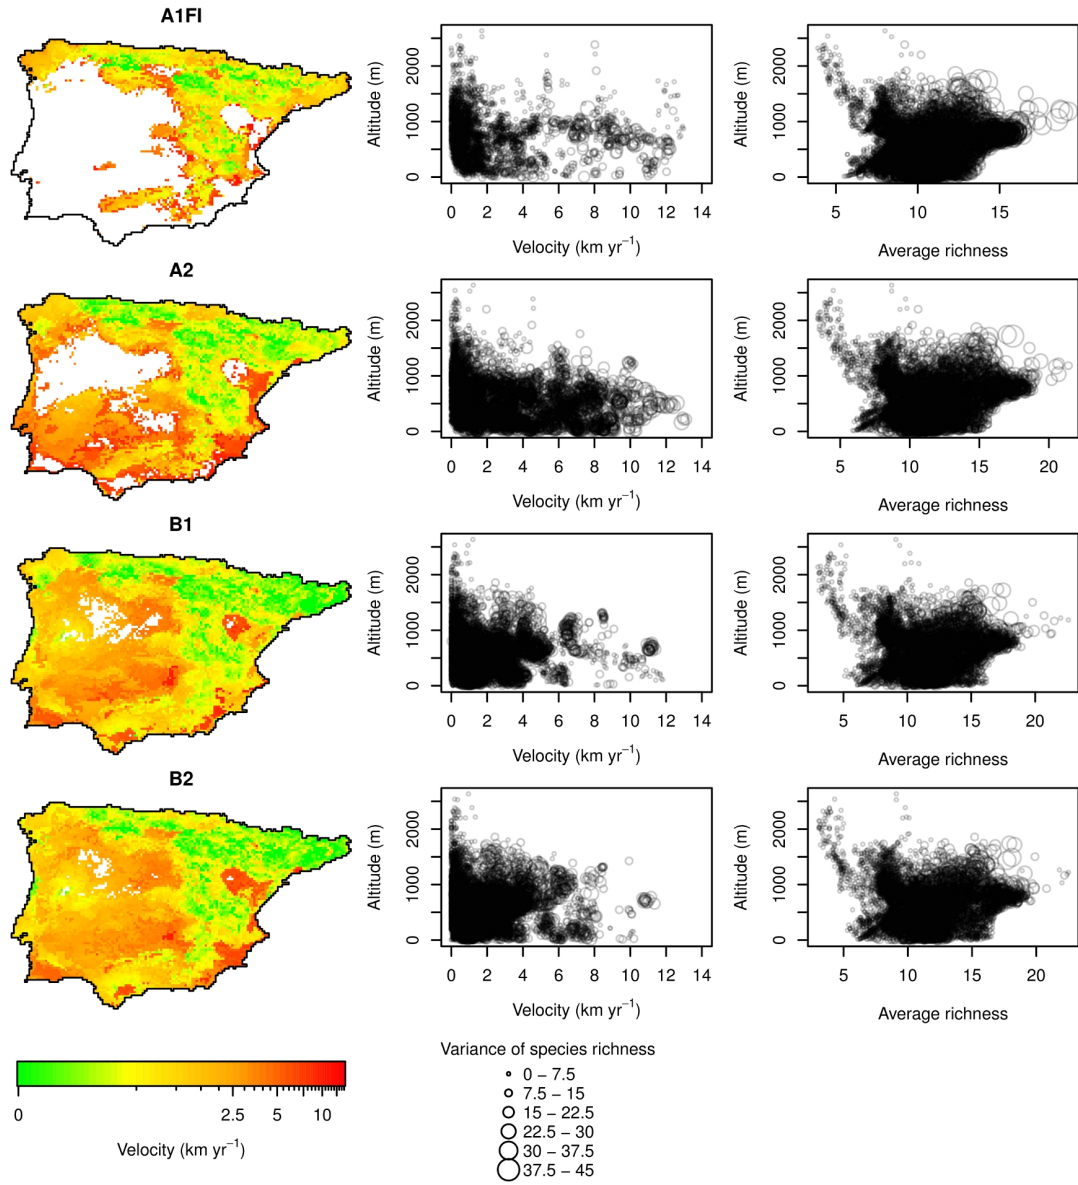 A1FI
Altitude (m)
0 1000 2000
0 2 4 6 8 10 12 14
Velocity (km yr⁻¹)
Altitude (m)
0 1000 2000
5 10 15
Average richness
A2
Altitude (m)
0 1000 2000
0 2 4 6 8 10 12 14
Velocity (km yr⁻¹)
Altitude (m)
0 1000 2000
5 10 15 20
Average richness
B1
Altitude (m)
0 1000 2000
0 2 4 6 8 10 12 14
Velocity (km yr⁻¹)
Altitude (m)
0 1000 2000
5 10 15 20
Average richness
B2
Altitude (m)
0 1000 2000
0 2 4 6 8 10 12 14
Velocity (km yr⁻¹)
Altitude (m)
0 1000 2000
5 10 15 20
Average richness
0 2.5 5 10
Velocity (km yr⁻¹)
Variance of species richness
0 − 7.5
7.5 − 15
15 − 22.5
22.5 − 30
30 − 37.5
37.5 − 45